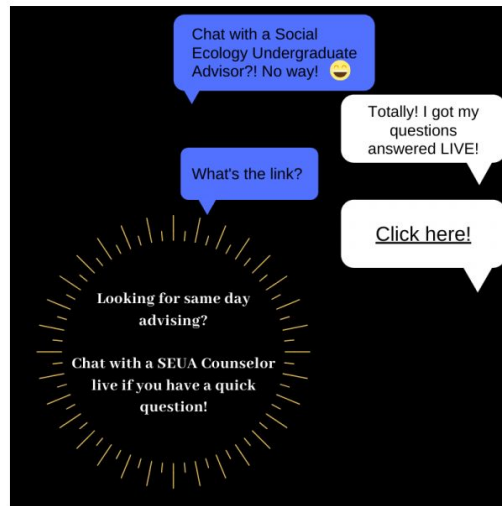 Chat with a Social
Ecology Undergraduate
Advisor?! No way! 😄
Totally! I got my
questions
answered LIVE!
What's the link?
Click here!
Looking for same day
advising?
Chat with a SEUA Counselor
live if you have a quick
question!